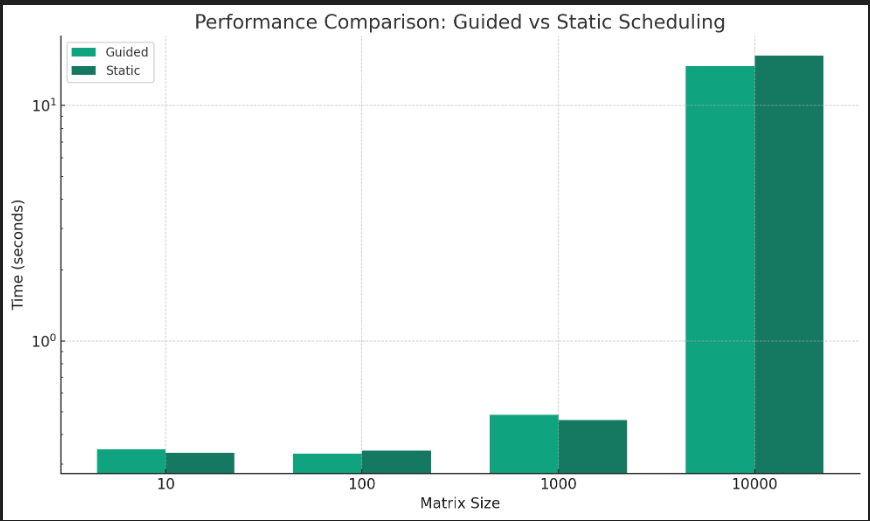 Performance Comparison: Guided vs Static Scheduling
Guided
Static
10¹
10⁰
Time (seconds)
10 100 1000 10000
Matrix Size